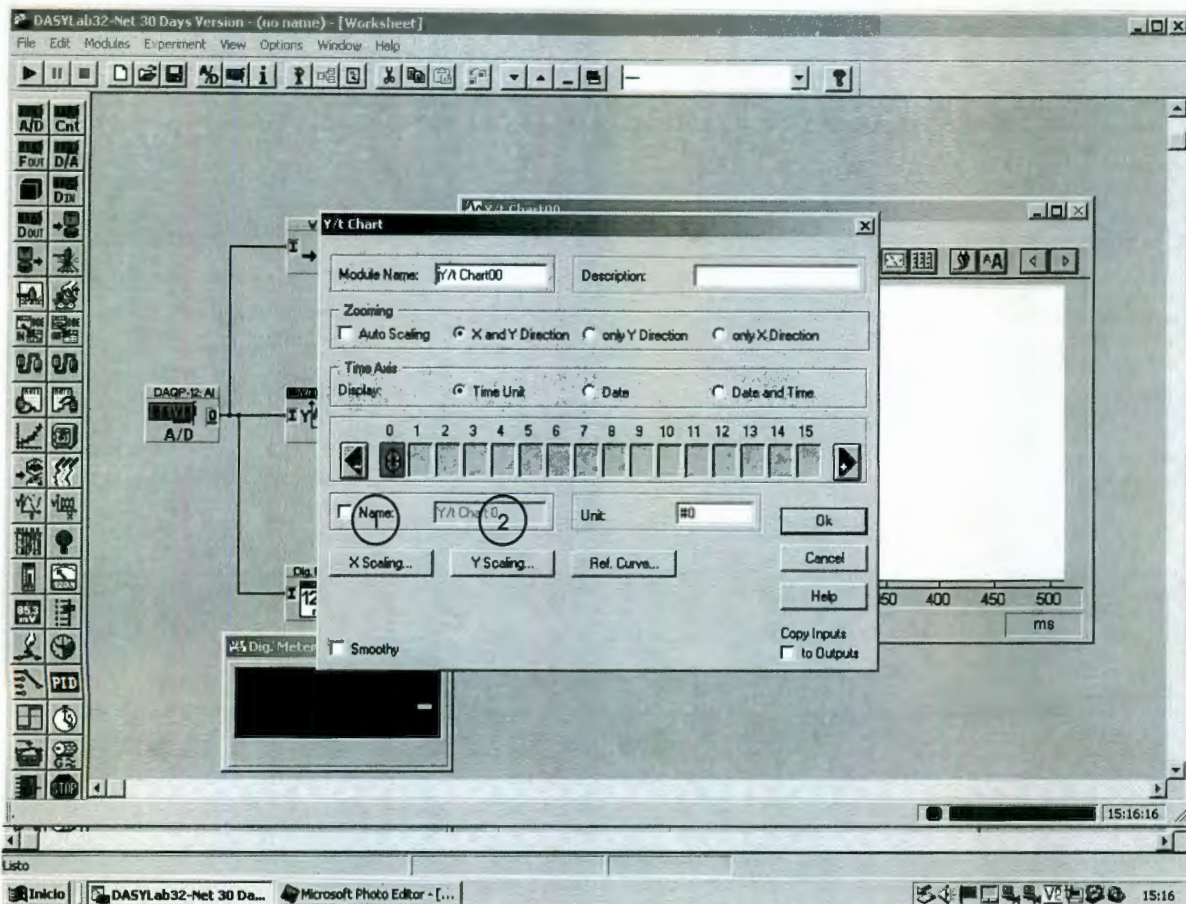 DASYLab32-Net 30 Days Version - (no name) - [Worksheet]
File Edit Modules Experiment View Options Window Help
A/D Cnt
FOUT D/A
DIN
DOUT
PID
STOP
DAQP-12: AI
A/D
Y/t Chart00
Y/t Chart
Module Name: Y/t Chart00 Description:
Zooming
Auto Scaling X and Y Direction only Y Direction only X Direction
Time Axis
Display: Time Unit Date Date and Time
0 1 2 3 4 5 6 7 8 9 10 11 12 13 14 15
Name: Y/t Chart 0 Unit: #0
1 2
Ok
X Scaling... Y Scaling... Ref. Curve... Cancel
Help
Smoothy
Copy Inputs
to Outputs
400 450 500
ms
Dig. Meter
15:16:16
Listo
Inicio DASYLab32-Net 30 Da... Microsoft Photo Editor - [... 15:16